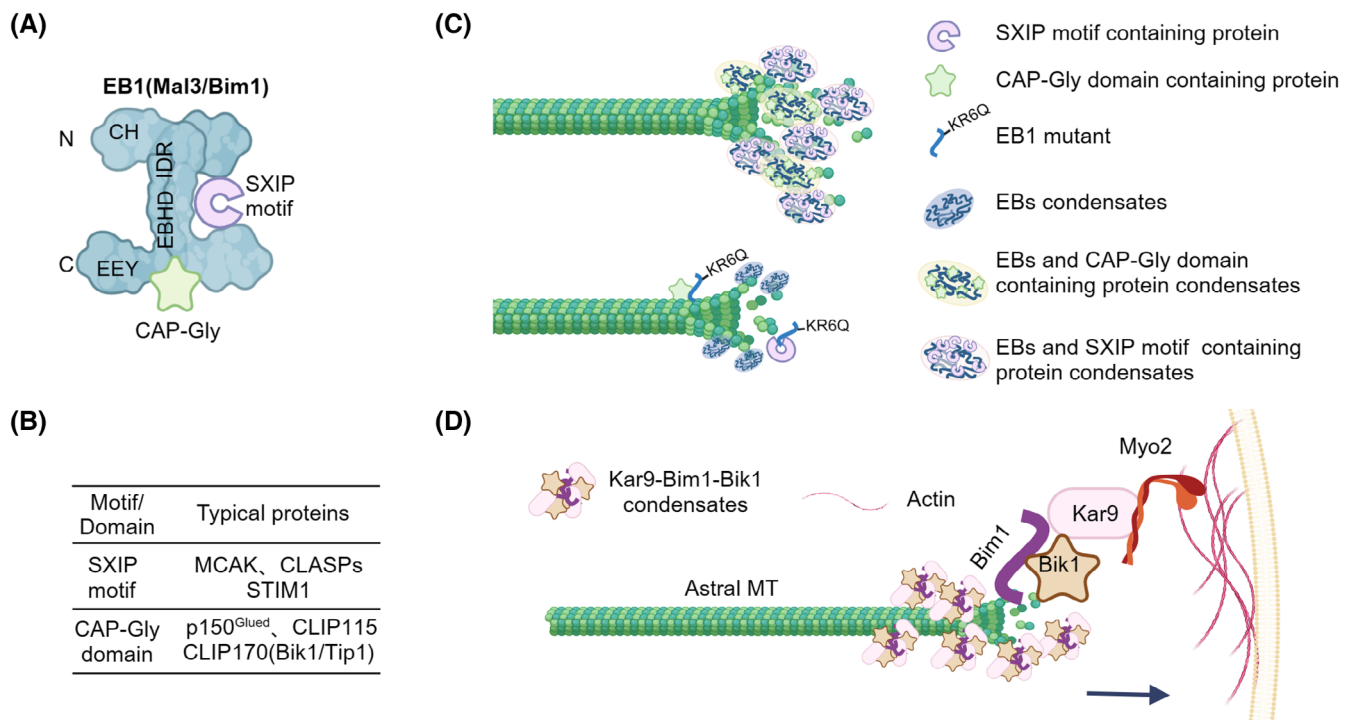 (A)
EB1(Mal3/Bim1)
N
CH
IDR
EBHD
SXIP
motif
C
EEY
CAP-Gly
(B)
Motif/
Domain
Typical proteins
SXIP
motif
MCAK、CLASPs
STIM1
CAP-Gly
domain
p150Glued、CLIP115
CLIP170(Bik1/Tip1)
(C)
KR6Q
KR6Q
SXIP motif containing protein
CAP-Gly domain containing protein
KR6Q
EB1 mutant
EBs condensates
EBs and CAP-Gly domain
containing protein condensates
EBs and SXIP motif containing
protein condensates
(D)
Kar9-Bim1-Bik1
condensates
Actin
Myo2
Kar9
Bim1
Bik1
Astral MT